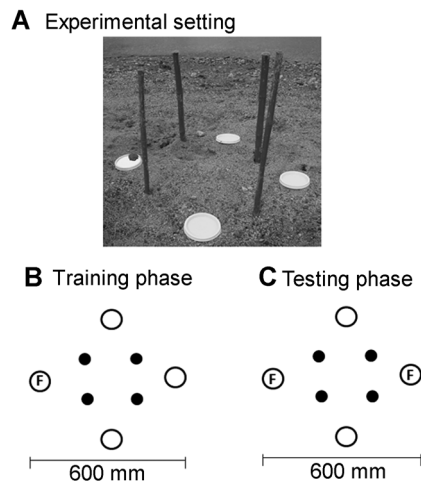 A Experimental setting
B Training phase
C Testing phase
F
F
F
600 mm
600 mm